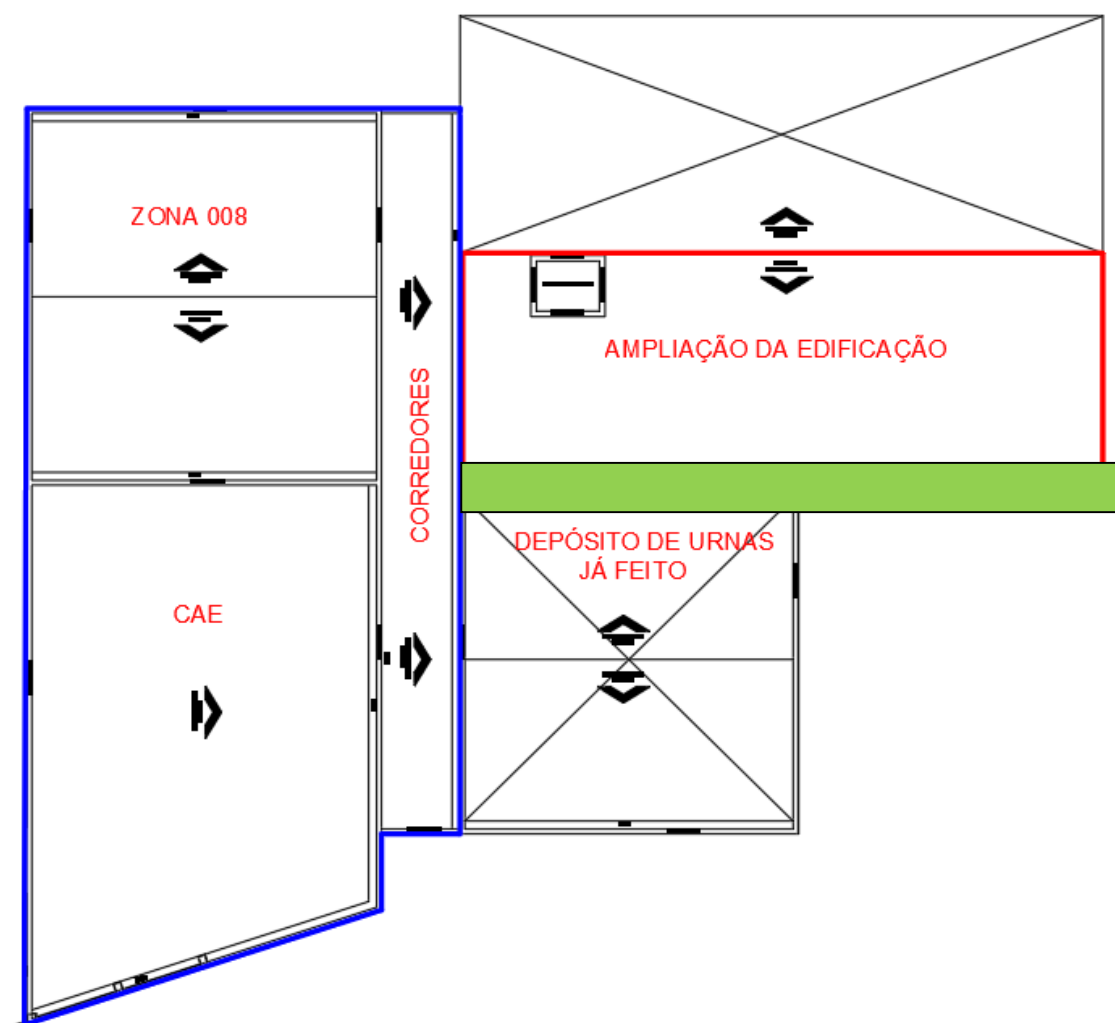 ZONA 008
AMPLIAÇÃO DA EDIFICAÇÃO
CORREDORES
DEPÓSITO DE URNAS
JÁ FEITO
CAE